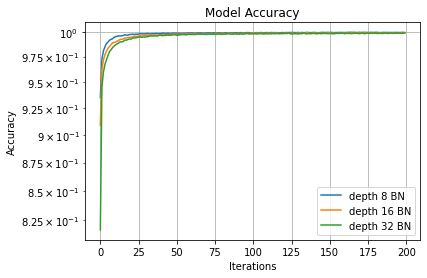 Model Accuracy
10⁰
9.75 × 10⁻¹
9.5 × 10⁻¹
9.25 × 10⁻¹
9 × 10⁻¹
8.75 × 10⁻¹
8.5 × 10⁻¹
8.25 × 10⁻¹
Accuracy
depth 8 BN
depth 16 BN
depth 32 BN
0 25 50 75 100 125 150 175 200
Iterations